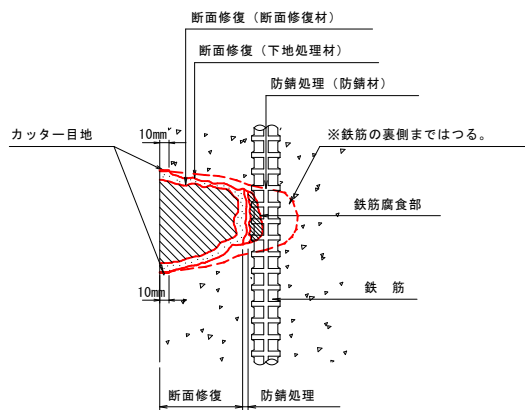 断面修復（断面修復材）
断面修復（下地処理材）
防錆処理（防錆材）
カッター目地
10mm
※鉄筋の裏側まではつる。
鉄筋腐食部
10mm
鉄　筋
断面修復
防錆処理